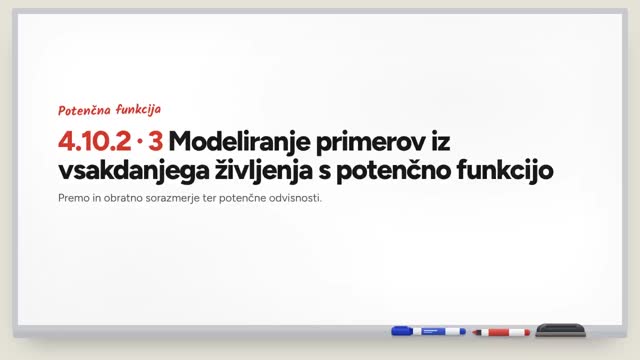 Potenčna funkcija
4.10.2 · 3 Modeliranje primerov iz
vsakdanjega življenja s potenčno funkcijo
Premo in obratno sorazmerje ter potenčne odvisnosti.